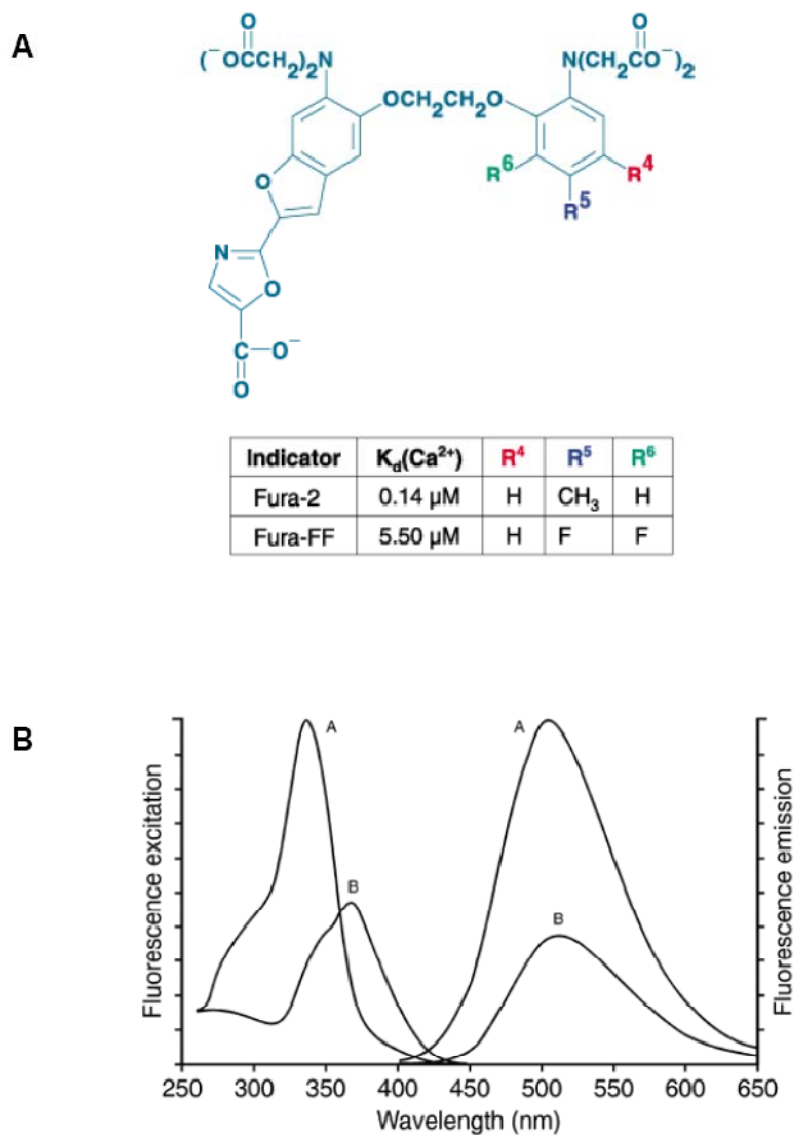 A
O O
(⁻OCCH₂)₂N N(CH₂CO⁻)₂
OCH₂CH₂O
R⁶ R⁴
R⁵
O
N
O
C—O⁻
O
Indicator K_d(Ca²⁺) R⁴ R⁵ R⁶
Fura-2 0.14 µM H CH₃ H
Fura-FF 5.50 µM H F F
B
A A
B B
Fluorescence excitation
Fluorescence emission
250 300 350 400 450 500 550 600 650
Wavelength (nm)